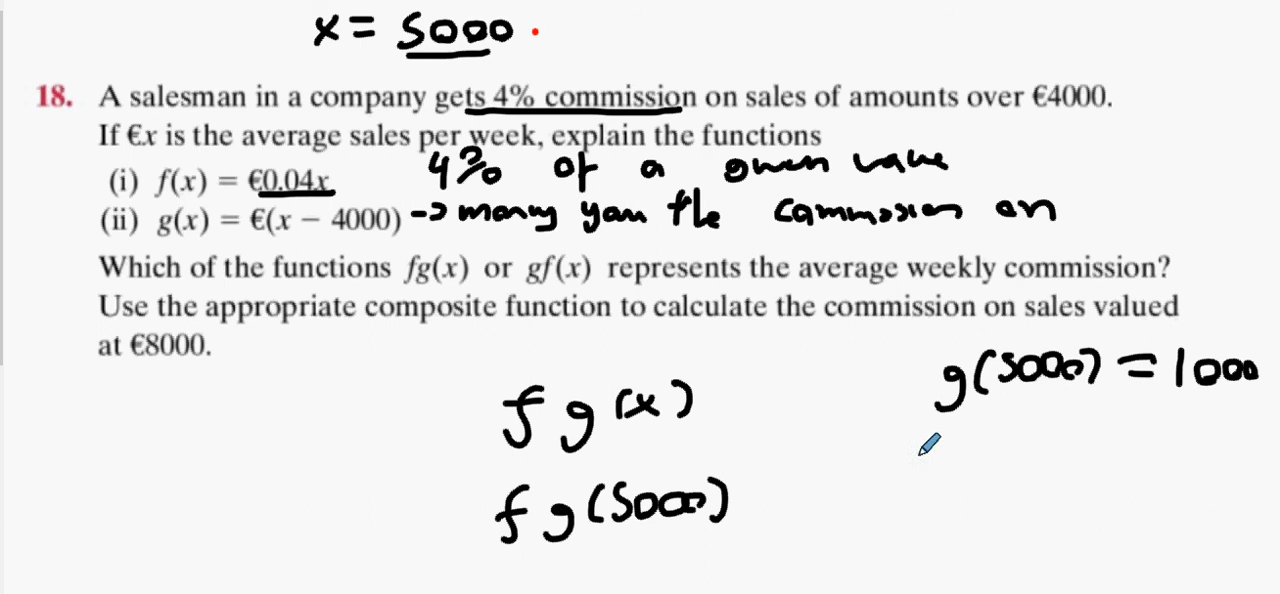 x = 5000
18. A salesman in a company gets 4% commission on sales of amounts over €4000.
If €x is the average sales per week, explain the functions
4% of a given value
(i) f(x) = €0.04x
(ii) g(x) = €(x − 4000) -> money you the commission on
Which of the functions fg(x) or gf(x) represents the average weekly commission?
Use the appropriate composite function to calculate the commission on sales valued
at €8000.
g(5000) = 1000
fg(x)
fg(5000)